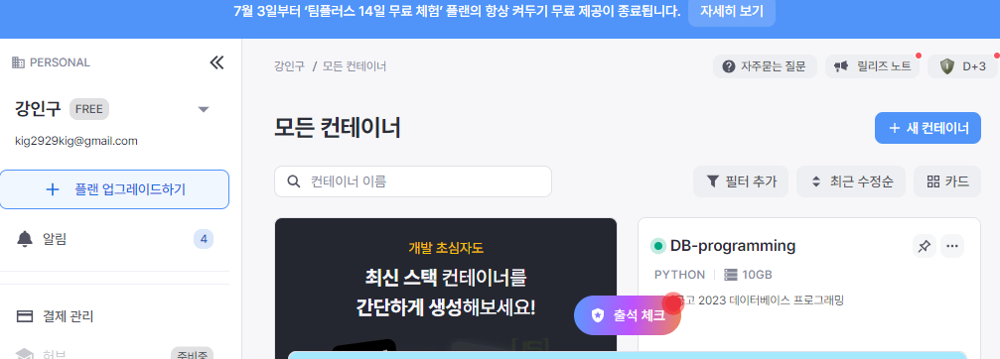 7월 3일부터 '팀플러스 14일 무료 체험' 플랜의 항상 켜두기 무료 제공이 종료됩니다. 자세히 보기
PERSONAL
강인구 / 모든 컨테이너
자주묻는 질문
릴리즈 노트
D+3
강인구 FREE
kig2929kig@gmail.com
모든 컨테이너
+ 새 컨테이너
+ 플랜 업그레이드하기
컨테이너 이름
필터 추가
최근 수정순
카드
알림 4
개발 초심자도
최신 스택 컨테이너를
간단하게 생성해보세요!
DB-programming
PYTHON
10GB
고 2023 데이터베이스 프로그래밍
출석 체크
결제 관리
허브 준비중